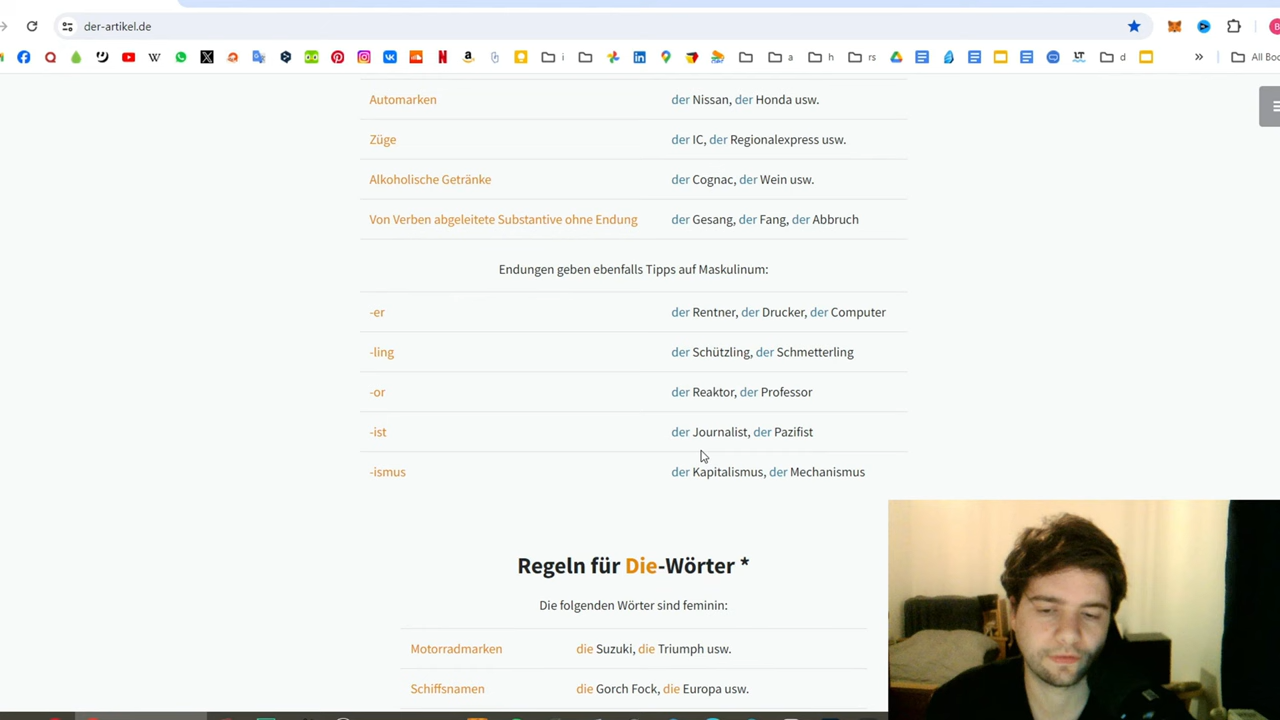 der-artikel.de
i
a
h
rs
d
»
All Boo
Automarken der Nissan, der Honda usw.
Züge der IC, der Regionalexpress usw.
Alkoholische Getränke der Cognac, der Wein usw.
Von Verben abgeleitete Substantive ohne Endung der Gesang, der Fang, der Abbruch
Endungen geben ebenfalls Tipps auf Maskulinum:
-er der Rentner, der Drucker, der Computer
-ling der Schützling, der Schmetterling
-or der Reaktor, der Professor
-ist der Journalist, der Pazifist
-ismus der Kapitalismus, der Mechanismus
Regeln für Die-Wörter *
Die folgenden Wörter sind feminin:
Motorradmarken die Suzuki, die Triumph usw.
Schiffsnamen die Gorch Fock, die Europa usw.